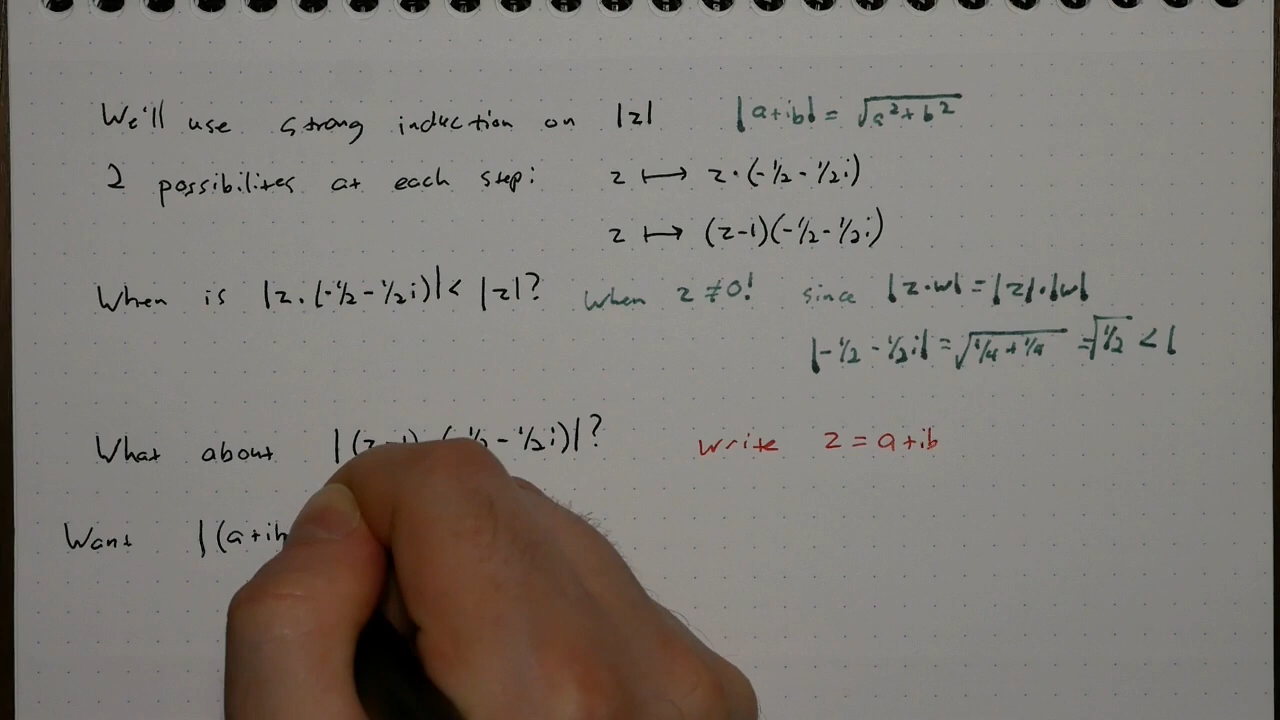 We'll use strong induction on |z| |a+ib| = √(a²+b²)
2 possibilites at each step: z ↦ z·(-1/2 - 1/2i)
z ↦ (z-1)(-1/2 - 1/2i)
When is |z·(-1/2 - 1/2i)| < |z|? when z≠0! since |z·w| = |z|·|w|
|-1/2 - 1/2i| = √(1/4+1/4) = √(1/2) < 1
What about |(z-1) (-1/2 - 1/2i)|? write z = a+ib
Want |(a+ib